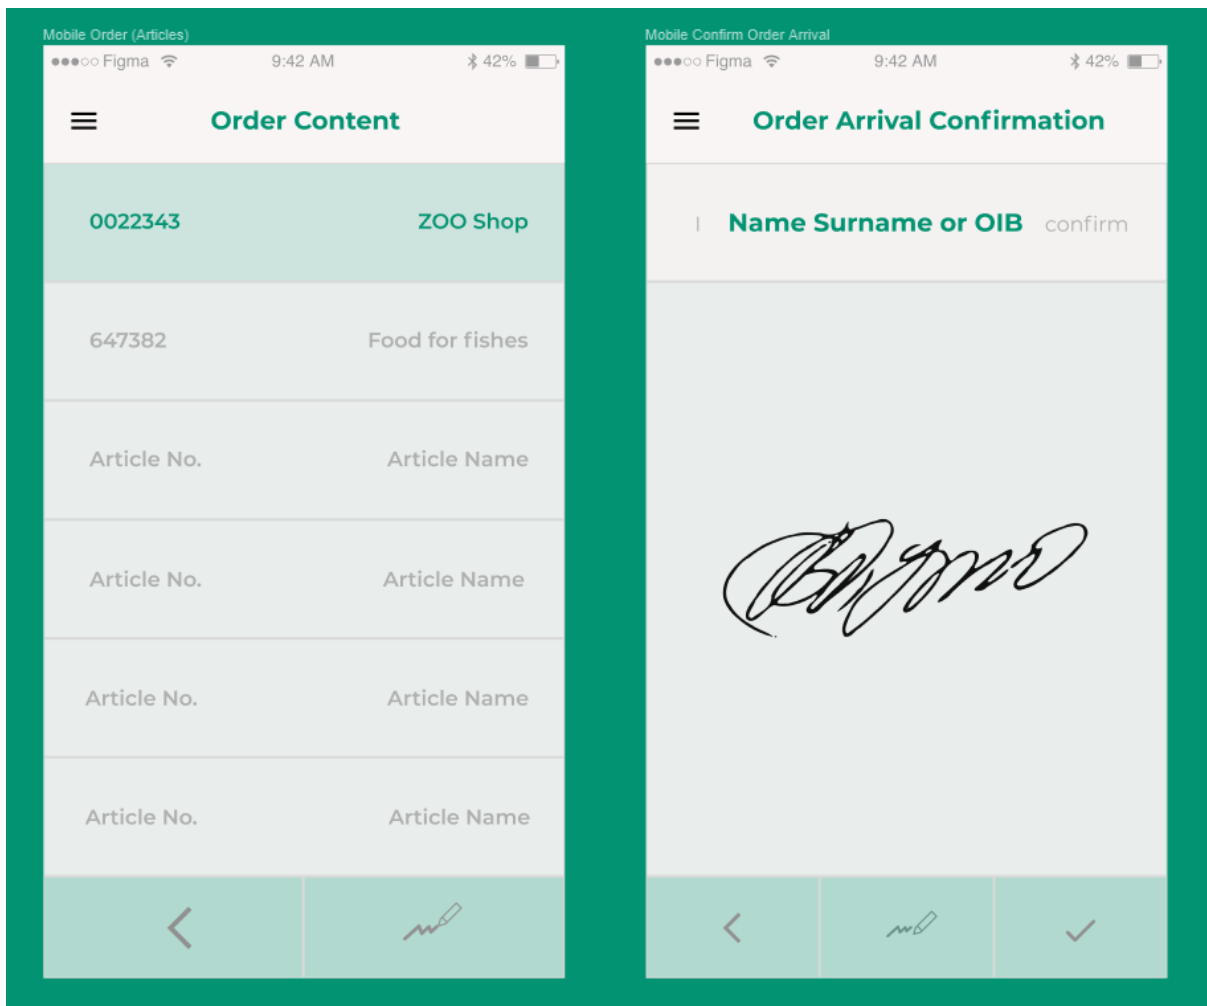 Mobile Order (Articles)
Figma 9:42 AM 42%
Order Content
0022343 ZOO Shop
647382 Food for fishes
Article No. Article Name
Article No. Article Name
Article No. Article Name
Article No. Article Name
Mobile Confirm Order Arrival
Figma 9:42 AM 42%
Order Arrival Confirmation
I Name Surname or OIB confirm